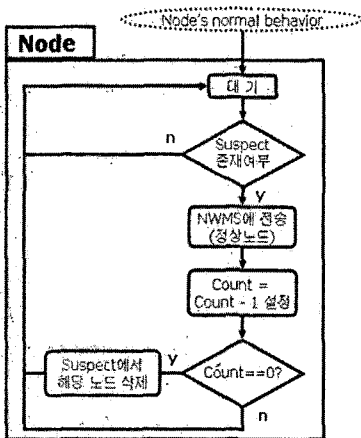 Node's normal behavior
Node
대 기
n
Suspect
존재여부
y
NWMS에 전송
(정상노드)
Count =
Count - 1 설정
Suspect에서
해당 노드 삭제
y
Count==0?
n